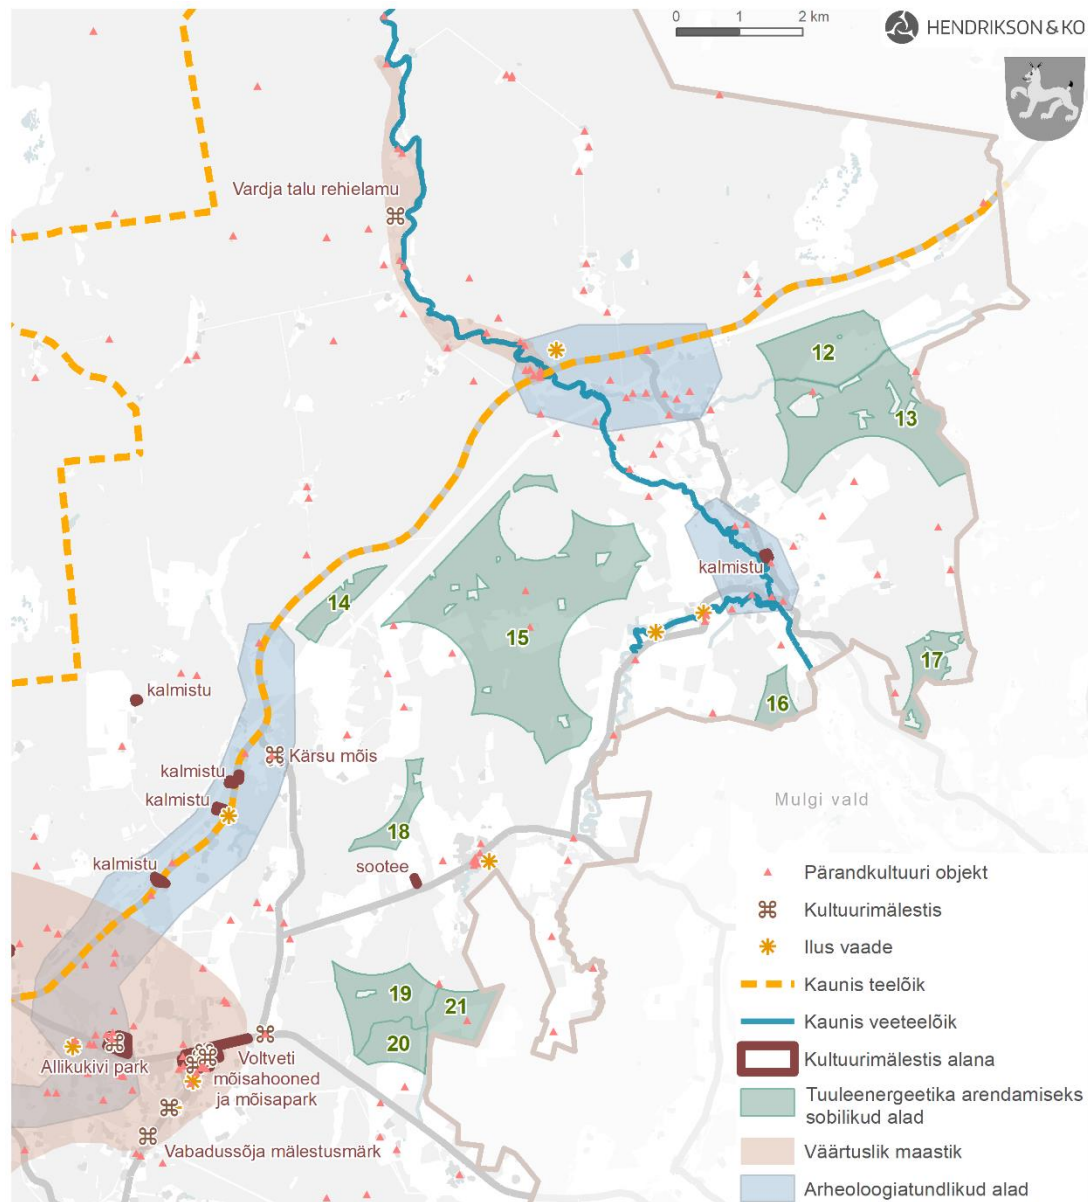 0 1 2 km
HENDRIKSON & KO
Vardja talu rehielamu
12
13
kalmistu
14
15
17
16
kalmistu
Kärsu mõis
kalmistu
kalmistu
Mulgi vald
18
kalmistu
sootee
19
21
20
Allikukivi park
Voltveti
mõisahooned
ja mõisapark
Vabadussõja mälestusmärk
Pärandkultuuri objekt
Kultuurimälestis
Ilus vaade
Kaunis teelõik
Kaunis veeteelõik
Kultuurimälestis alana
Tuuleenergeetika arendamiseks
sobilikud alad
Väärtuslik maastik
Arheoloogiatundlikud alad